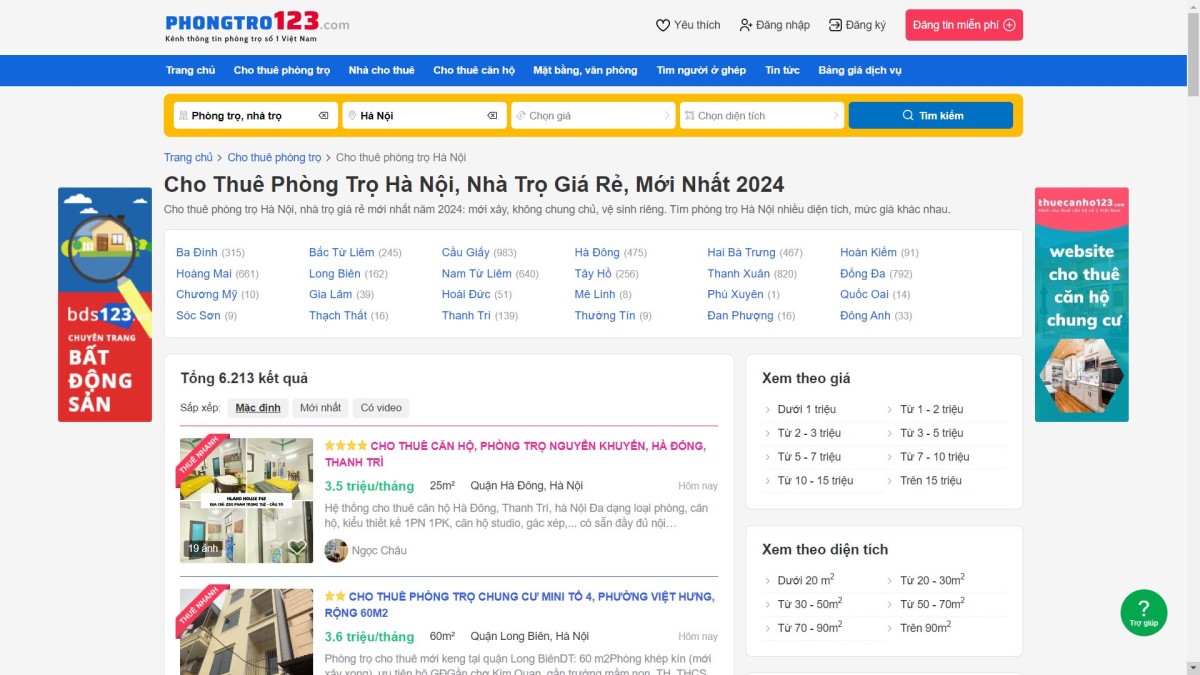 PHONGTRO123.com
Kênh thông tin phòng trọ số 1 Việt Nam
Yêu thích
Đăng nhập
Đăng ký
Đăng tin miễn phí
Trang chủ
Cho thuê phòng trọ
Nhà cho thuê
Cho thuê căn hộ
Mặt bằng, văn phòng
Tìm người ở ghép
Tin tức
Bảng giá dịch vụ
Phòng trọ, nhà trọ
Hà Nội
Chọn giá
Chọn diện tích
Tìm kiếm
Trang chủ
Cho thuê phòng trọ
Cho thuê phòng trọ Hà Nội
Cho Thuê Phòng Trọ Hà Nội, Nhà Trọ Giá Rẻ, Mới Nhất 2024
Cho thuê phòng trọ Hà Nội, nhà trọ giá rẻ mới nhất năm 2024: mới xây, không chung chủ, vệ sinh riêng. Tìm phòng trọ Hà Nội nhiều diện tích, mức giá khác nhau.
Ba Đình (315)
Bắc Từ Liêm (245)
Cầu Giấy (983)
Hà Đông (475)
Hai Bà Trưng (467)
Hoàn Kiếm (91)
Hoàng Mai (661)
Long Biên (162)
Nam Từ Liêm (640)
Tây Hồ (256)
Thanh Xuân (820)
Đống Đa (792)
Chương Mỹ (10)
Gia Lâm (39)
Hoài Đức (51)
Mê Linh (8)
Phú Xuyên (1)
Quốc Oai (14)
Sóc Sơn (9)
Thạch Thất (16)
Thanh Trì (139)
Thường Tín (9)
Đan Phượng (16)
Đông Anh (33)
bds123
CHUYÊN TRANG
BẤT
ĐỘNG
SẢN
thuecanho123.com
Kênh cho thuê căn hộ số 1 Việt Nam
website
cho thuê
căn hộ
chung cư
Tổng 6.213 kết quả
Sắp xếp:
Mặc định
Mới nhất
Có video
THUÊ NHANH
HLAND HOUSE P&T
19 ảnh
CHO THUÊ CĂN HỘ, PHÒNG TRỌ NGUYỄN KHUYẾN, HÀ ĐÔNG,
THANH TRÌ
3.5 triệu/tháng
25m²
Quận Hà Đông, Hà Nội
Hôm nay
Hệ thống cho thuê căn hộ Hà Đông, Thanh Trì, hà Nội Đa dạng loại phòng, căn
hộ, kiểu thiết kế 1PN 1PK, căn hộ studio, gác xép,... có sẵn đầy đủ nội…
Ngọc Châu
THUÊ NHANH
CHO THUÊ PHÒNG TRỌ CHUNG CƯ MINI TỔ 4, PHƯỜNG VIỆT HƯNG,
RỘNG 60M2
3.6 triệu/tháng
60m²
Quận Long Biên, Hà Nội
Hôm nay
Phòng trọ cho thuê mới keng tại quận Long BiênDT: 60 m2Phòng khép kín (mới
xây xong), ưu tiên hộ GĐGần chợ Kim Quan, gần trường mầm non, TH, THCS
Xem theo giá
Dưới 1 triệu
Từ 1 - 2 triệu
Từ 2 - 3 triệu
Từ 3 - 5 triệu
Từ 5 - 7 triệu
Từ 7 - 10 triệu
Từ 10 - 15 triệu
Trên 15 triệu
Xem theo diện tích
Dưới 20 m²
Từ 20 - 30m²
Từ 30 - 50m²
Từ 50 - 70m²
Từ 70 - 90m²
Trên 90m²
?
Trợ giúp